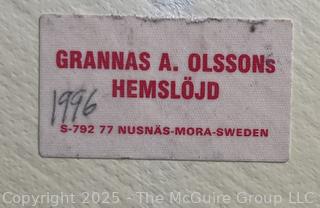 GRANNAS A. OLSSONs
HEMSLÖJD
1996
S-792 77 NUSNÄS-MORA-SWEDEN
Copyright 2025 - The McGuire Group LLC